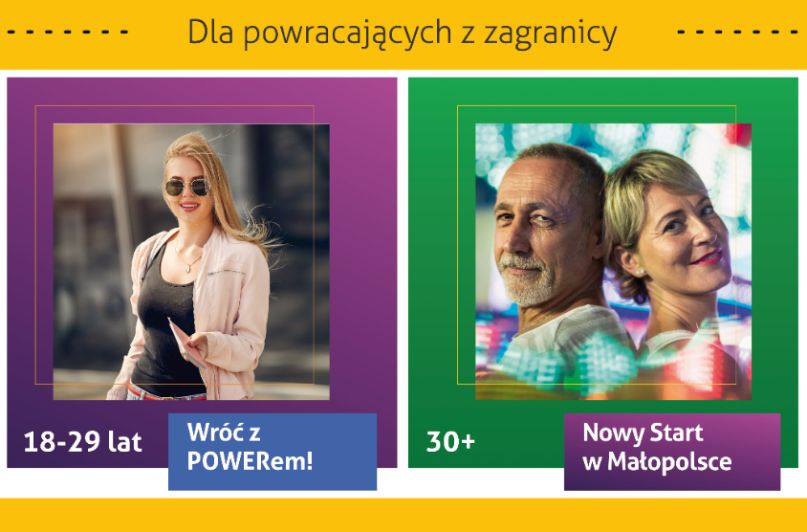 Dla powracających z zagranicy
18-29 lat
Wróć z
POWERem!
30+
Nowy Start
w Małopolsce